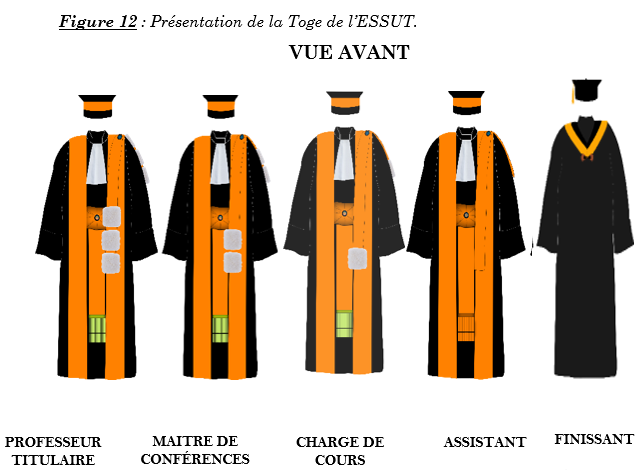 Figure 12 : Présentation de la Toge de l'ESSUT.
VUE AVANT
PROFESSEUR
TITULAIRE
MAITRE DE
CONFÉRENCES
CHARGE DE
COURS
ASSISTANT
FINISSANT